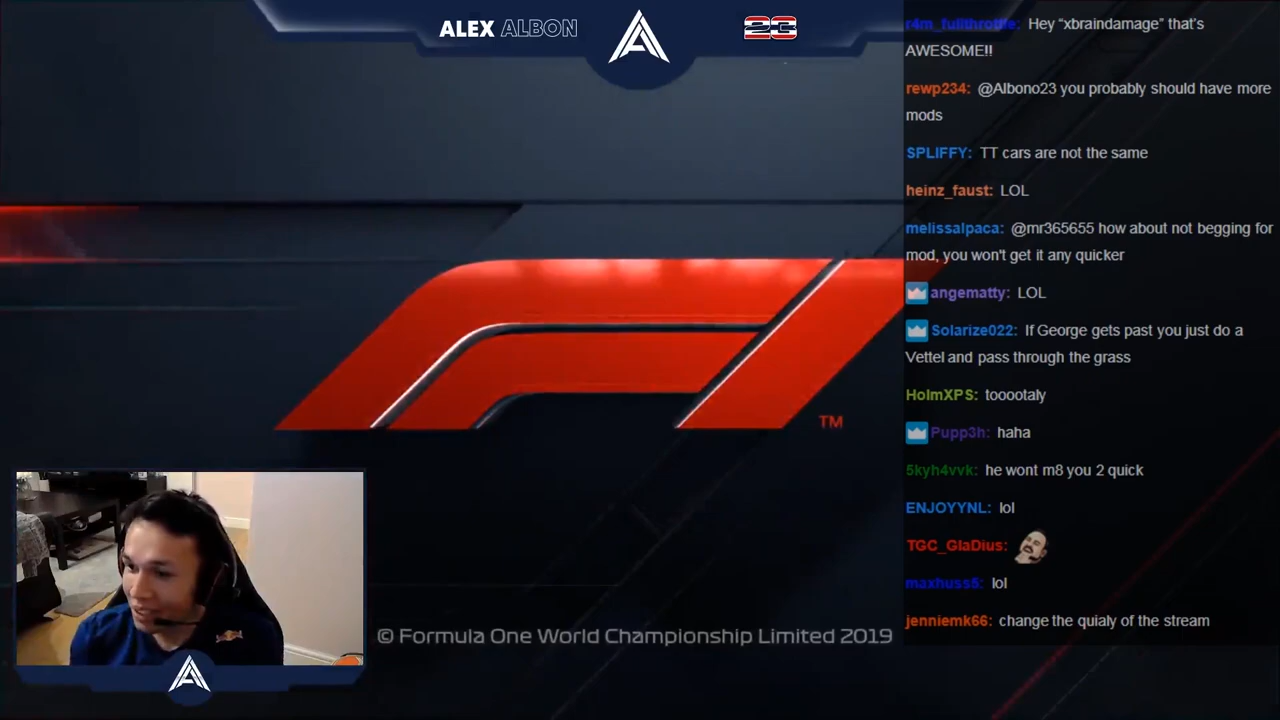 ALEX ALBON
23
r4m_fullthrottle: Hey “xbraindamage” that's
AWESOME!!
rewp234: @Albono23 you probably should have more
mods
SPLIFFY: TT cars are not the same
heinz_faust: LOL
melissalpaca: @mr365655 how about not begging for
mod, you won't get it any quicker
angematty: LOL
Solarize022: If George gets past you just do a
Vettel and pass through the grass
HolmXPS: tooootaly
Pupp3h: haha
5kyh4vvk: he wont m8 you 2 quick
ENJOYYNL: lol
TGC_GlaDius:
maxhuss5: lol
jenniemk66: change the quialy of the stream
F1
TM
© Formula One World Championship Limited 2019